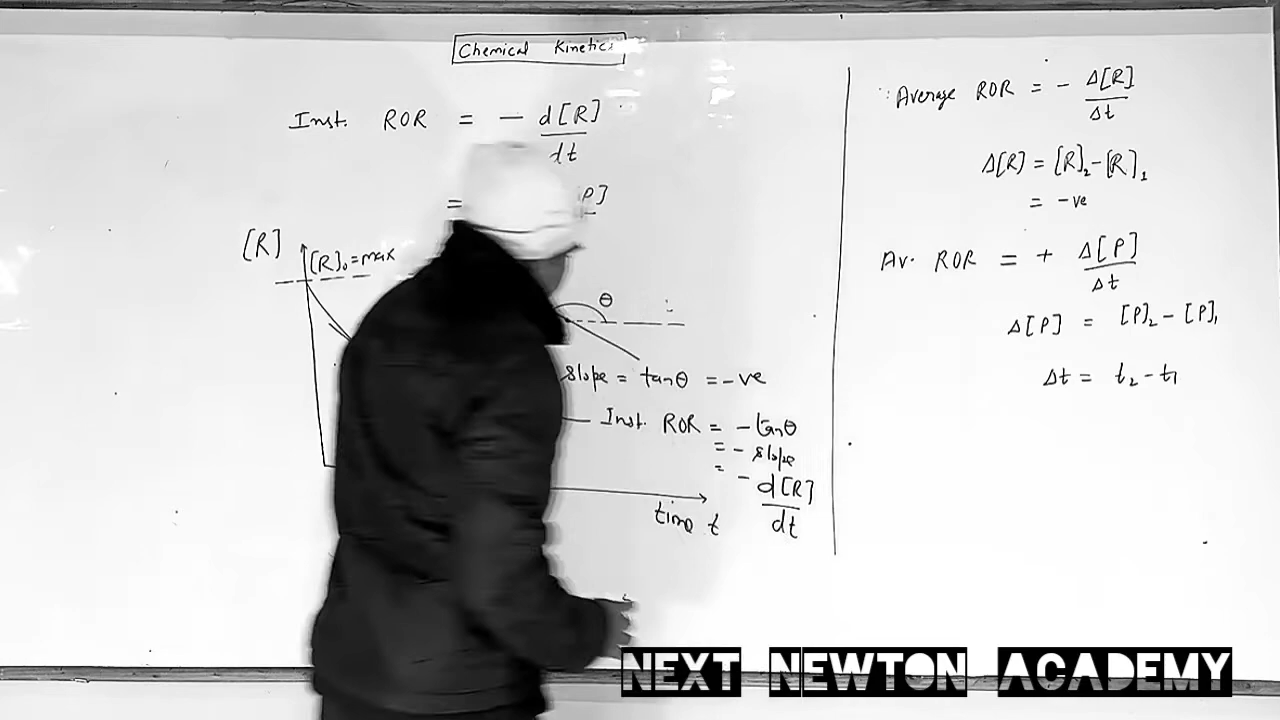 Chemical Kinetics
Inst. ROR = - d[R]
dt
= P]
[R]
[R]₀ = max
θ
slope = tanθ = -ve
Inst. ROR = - tanθ
= - slope
= - d[R]
dt
time t
∵ Average ROR = - Δ[R]
Δt
Δ[R] = [R]₂ - [R]₁
= -ve
Av. ROR = + Δ[P]
Δt
Δ[P] = [P]₂ - [P]₁
Δt = t₂ - t₁
NEXT NEWTON ACADEMY